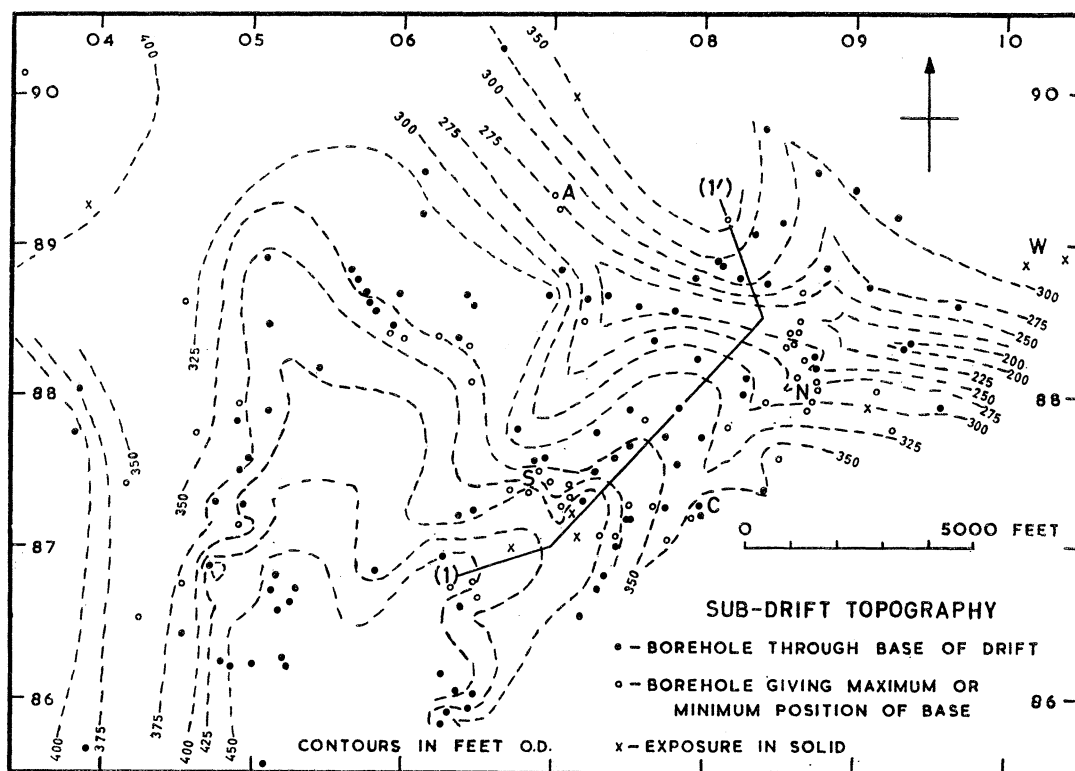 04 05 06 08 09 10
400
350
90 90
300
275
275
A
(1')
89
W
300
275
250
200
200
225
250
275
300
325
350
325
350
N
88 88
350
S
C
0 5000 FEET
87
350
(1)
SUB-DRIFT TOPOGRAPHY
• – BOREHOLE THROUGH BASE OF DRIFT
o – BOREHOLE GIVING MAXIMUM OR
MINIMUM POSITION OF BASE
x – EXPOSURE IN SOLID
86 86
375
400
425
450
400
375
CONTOURS IN FEET O.D.